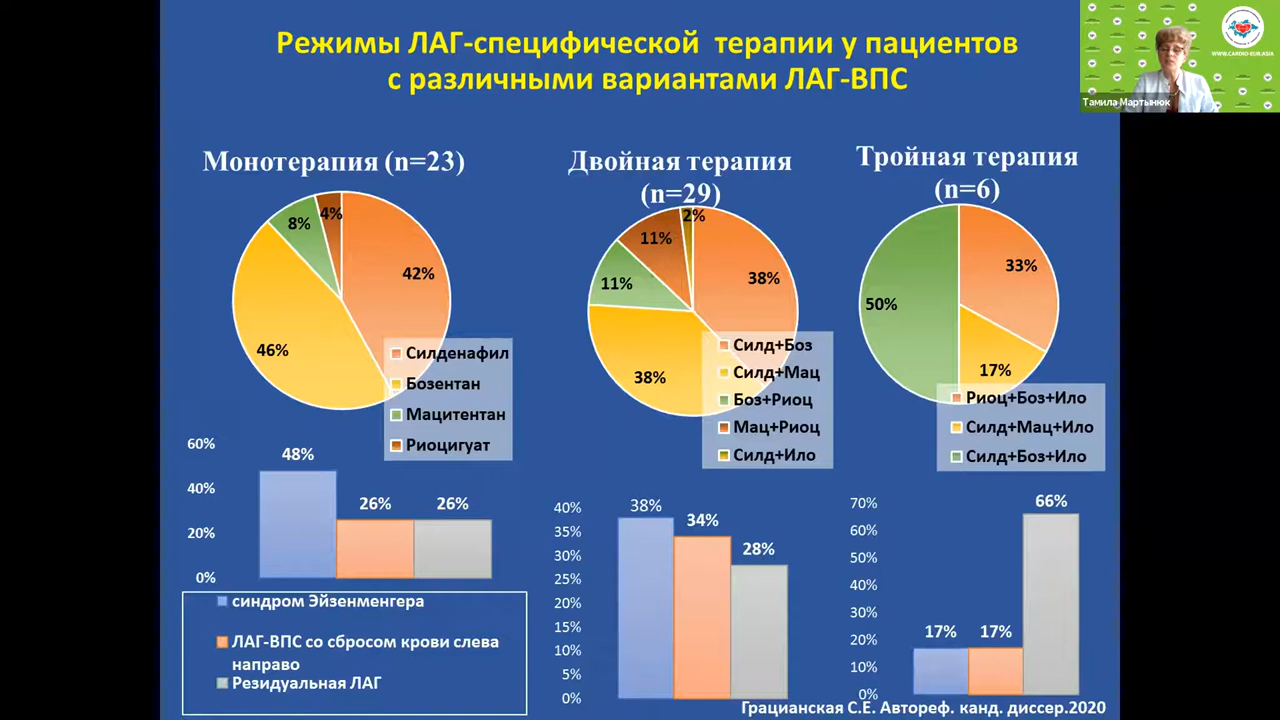 Режимы ЛАГ-специфической терапии у пациентов
с различными вариантами ЛАГ-ВПС
WWW.CARDIO-EUR.ASIA
Тамила Мартынюк
Монотерапия (n=23)
4%
8%
42%
46%
Силденафил
Бозентан
Мацитентан
Риоцигуат
60%
40%
20%
0%
48%
26%
26%
синдром Эйзенменгера
ЛАГ-ВПС со сбросом крови слева
направо
Резидуальная ЛАГ
Двойная терапия
(n=29)
2%
11%
11%
38%
38%
Силд+Боз
Силд+Мац
Боз+Риоц
Мац+Риоц
Силд+Ило
40%
35%
30%
25%
20%
15%
10%
5%
0%
38%
34%
28%
Тройная терапия
(n=6)
33%
50%
17%
Риоц+Боз+Ило
Силд+Мац+Ило
Силд+Боз+Ило
70%
60%
50%
40%
30%
20%
10%
0%
17%
17%
66%
Грацианская С.Е. Автореф. канд. диссер.2020